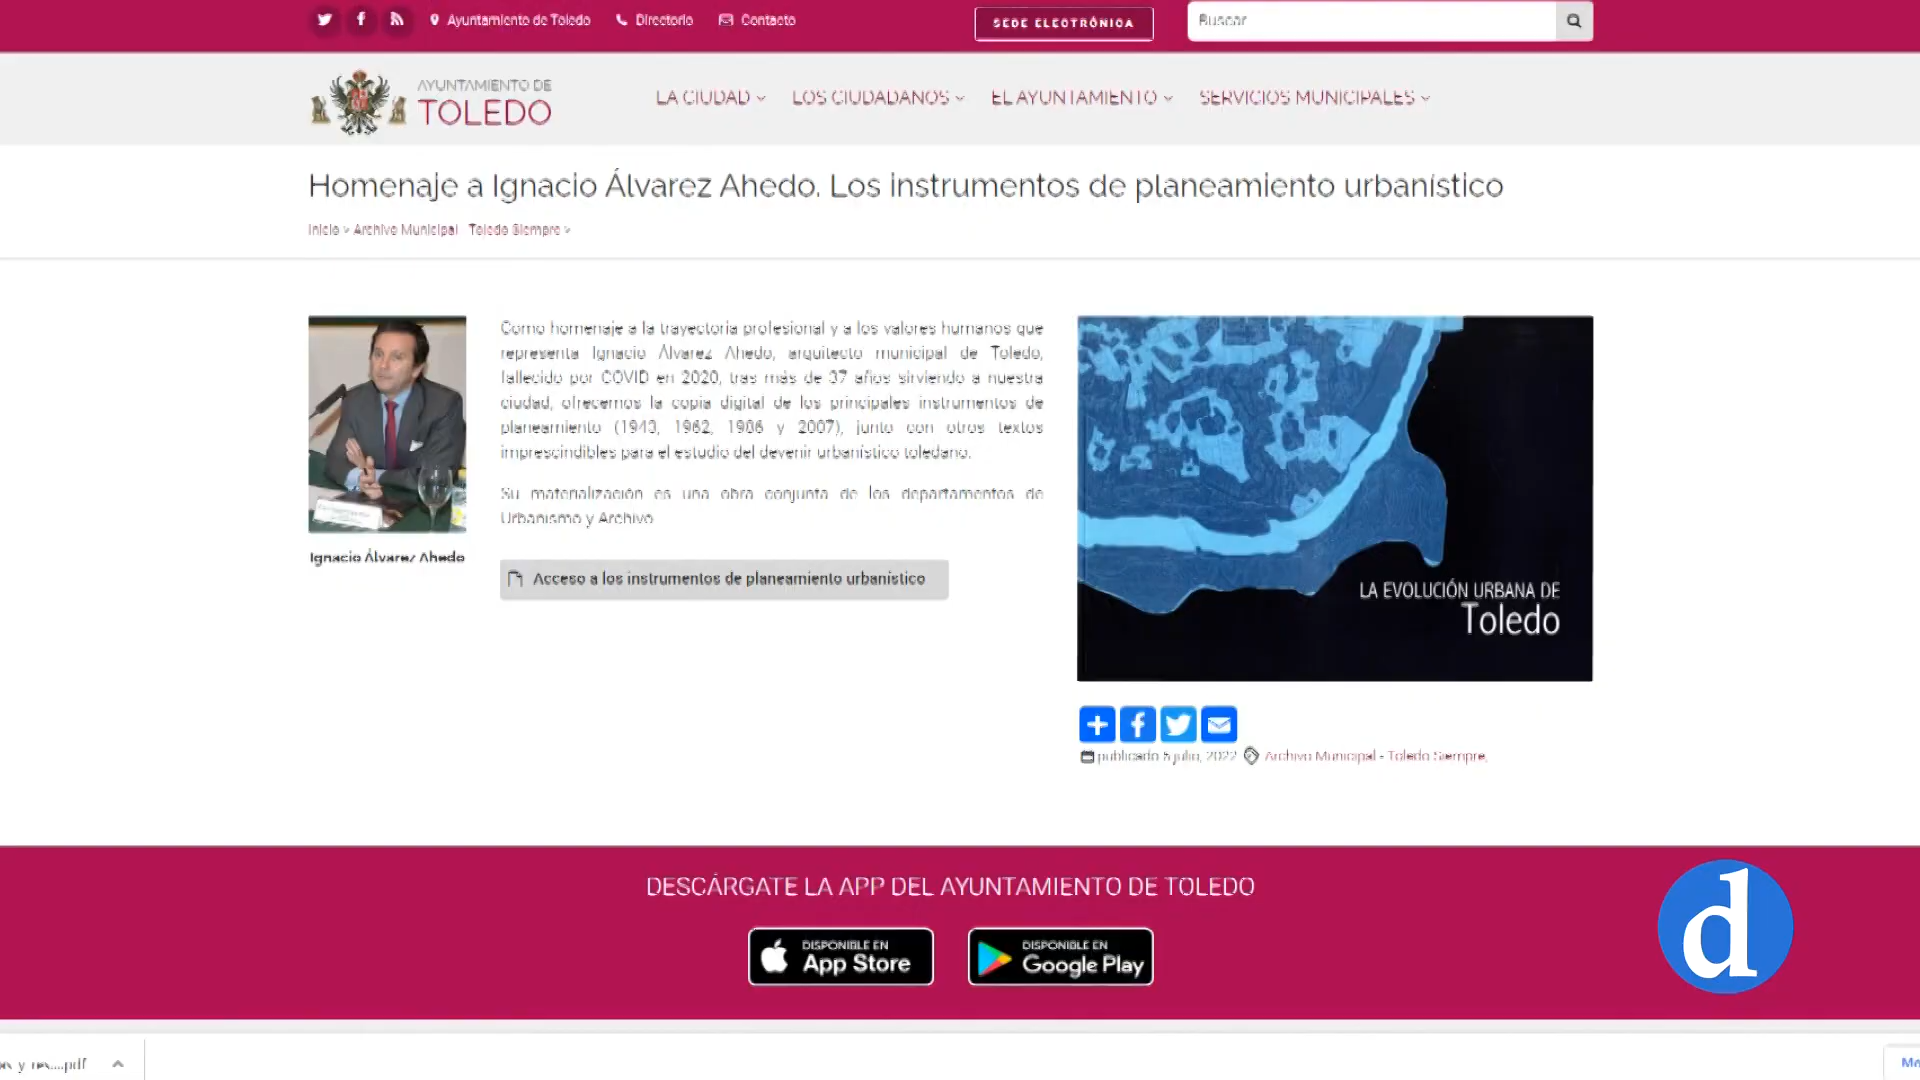 Ayuntamiento de Toledo Directorio Contacto SEDE ELECTRÓNICA Buscar
AYUNTAMIENTO DE
TOLEDO
LA CIUDAD LOS CIUDADANOS EL AYUNTAMIENTO SERVICIOS MUNICIPALES
Homenaje a Ignacio Álvarez Ahedo. Los instrumentos de planeamiento urbanístico
Inicio > Archivo Municipal Toledo Siempre >
Como homenaje a la trayectoria profesional y a los valores humanos que
representa Ignacio Álvarez Ahedo, arquitecto municipal de Toledo,
fallecido por COVID en 2020, tras más de 37 años sirviendo a nuestra
ciudad, ofrecemos la copia digital de los principales instrumentos de
planeamiento (1943, 1962, 1986 y 2007), junto con otros textos
imprescindibles para el estudio del devenir urbanístico toledano.
Su materialización es una obra conjunta de los departamentos de
Urbanismo y Archivo
Ignacio Álvarez Ahedo
Acceso a los instrumentos de planeamiento urbanístico
LA EVOLUCIÓN URBANA DE
Toledo
publicado 5 julio, 2022 Archivo Municipal - Toledo Siempre,
DESCÁRGATE LA APP DEL AYUNTAMIENTO DE TOLEDO
DISPONIBLE EN
App Store
DISPONIBLE EN
Google Play
d
y ....pdf
Mo